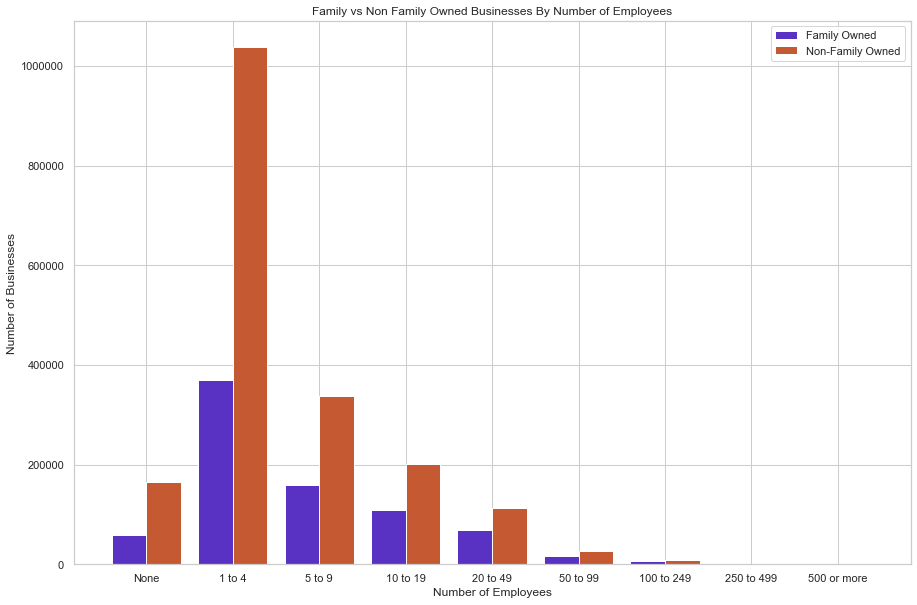 Family vs Non Family Owned Businesses By Number of Employees
Family Owned
Non-Family Owned
Number of Businesses
1000000
800000
600000
400000
200000
0
None 1 to 4 5 to 9 10 to 19 20 to 49 50 to 99 100 to 249 250 to 499 500 or more
Number of Employees